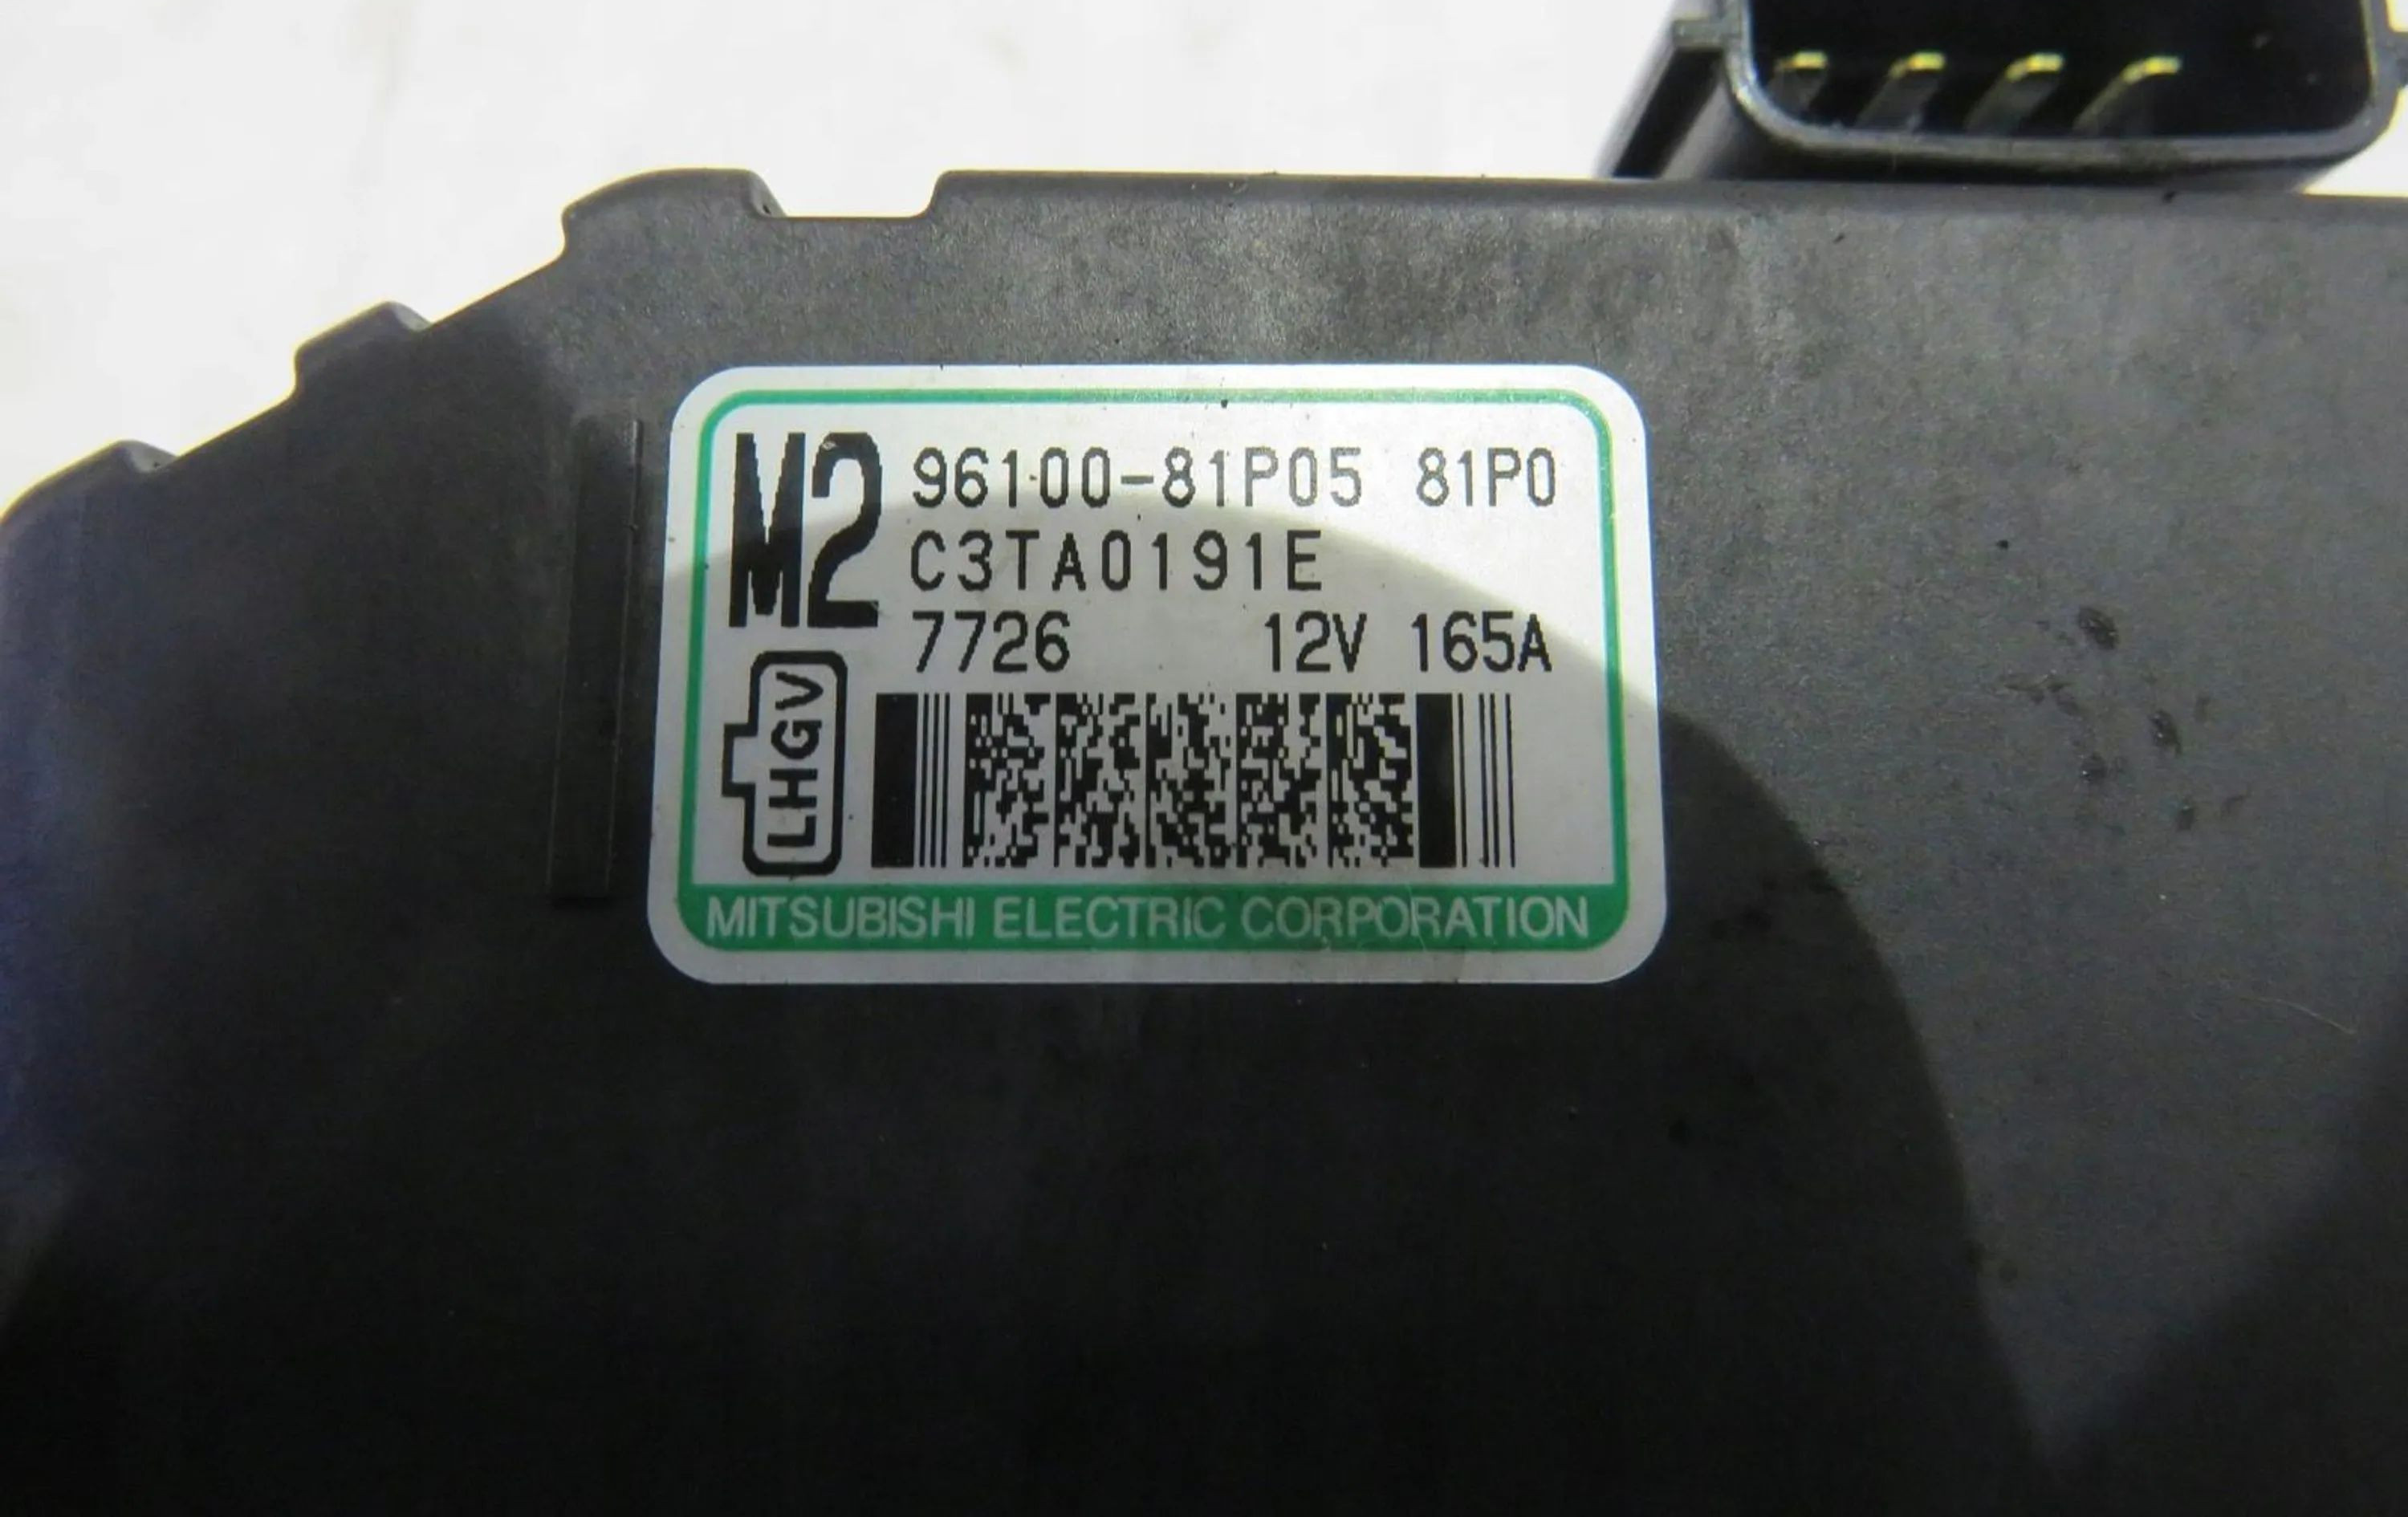 M2 96100-81P05 81P0
C3TA0191E
7726 12V 165A
LHGV
MITSUBISHI ELECTRIC CORPORATION